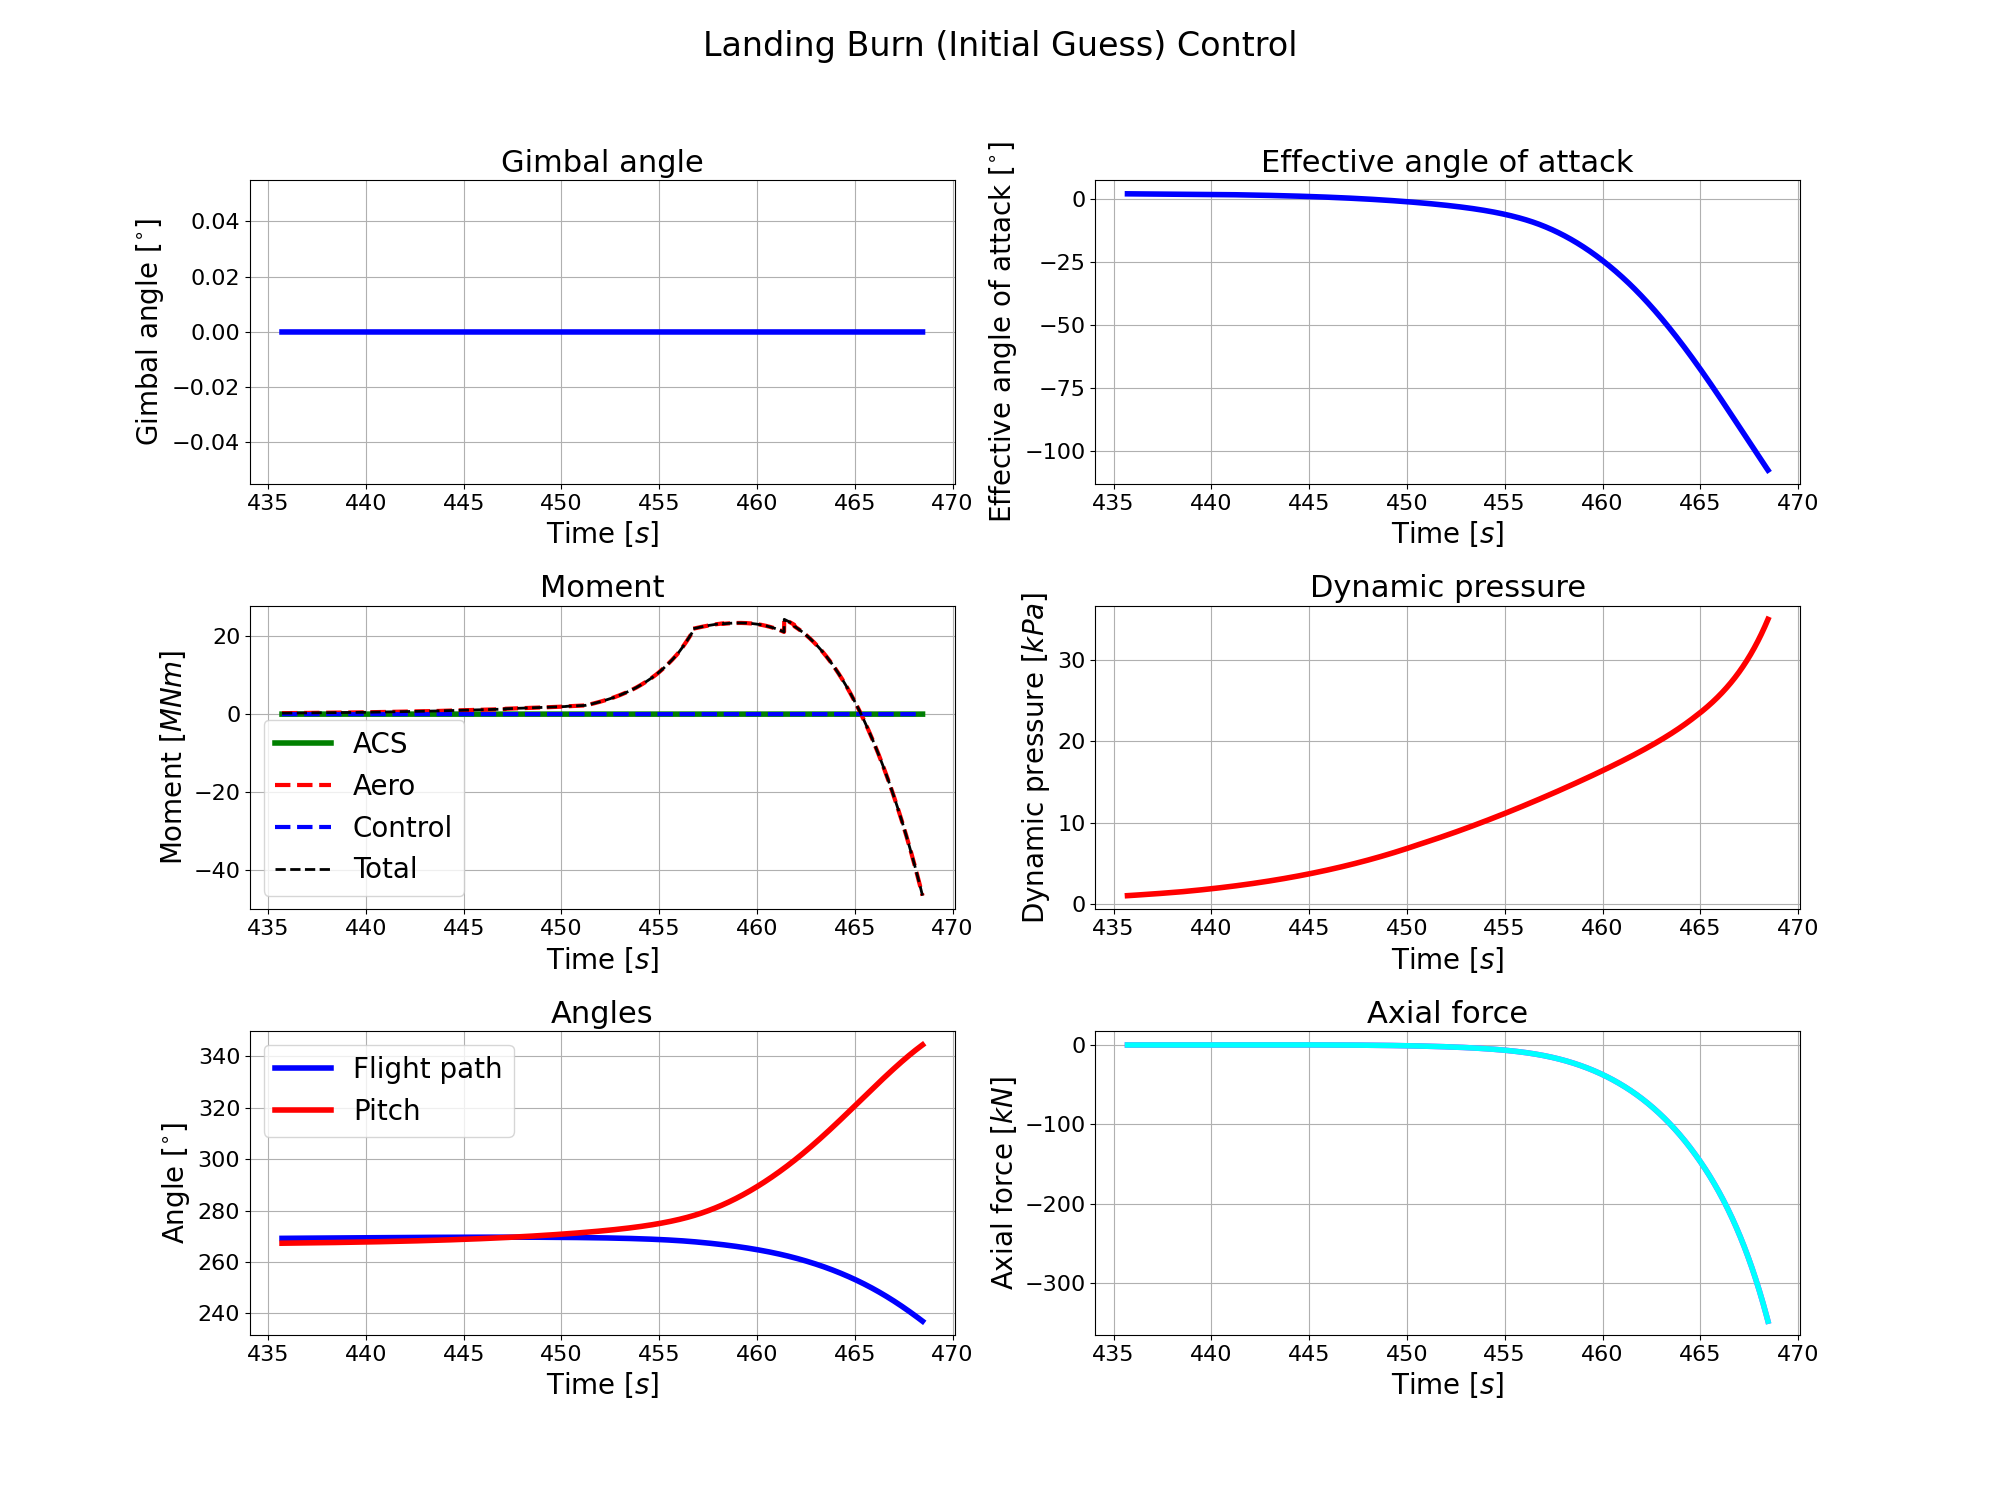 Landing Burn (Initial Guess) Control
Gimbal angle
Gimbal angle [°]
0.04
0.02
0.00
−0.02
−0.04
435 440 445 450 455 460 465 470
Time [s]
Effective angle of attack
Effective angle of attack [°]
0
−25
−50
−75
−100
435 440 445 450 455 460 465 470
Time [s]
Moment
Moment [MNm]
20
0
−20
−40
ACS
Aero
Control
Total
435 440 445 450 455 460 465 470
Time [s]
Dynamic pressure
Dynamic pressure [kPa]
30
20
10
0
435 440 445 450 455 460 465 470
Time [s]
Angles
Angle [°]
340
320
300
280
260
240
Flight path
Pitch
435 440 445 450 455 460 465 470
Time [s]
Axial force
Axial force [kN]
0
−100
−200
−300
435 440 445 450 455 460 465 470
Time [s]